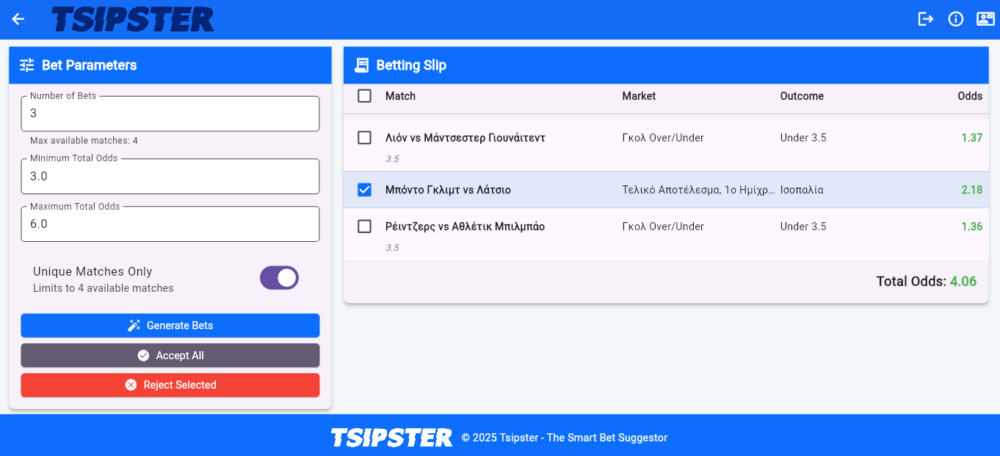 TSIPSTER
Bet Parameters
Number of Bets
3
Max available matches: 4
Minimum Total Odds
3.0
Maximum Total Odds
6.0
Unique Matches Only
Limits to 4 available matches
Generate Bets
Accept All
Reject Selected
Betting Slip
Match Market Outcome Odds
Λιόν vs Μάντσεστερ Γιουνάιτεντ Γκολ Over/Under Under 3.5 1.37
3.5
Μπόντο Γκλιμτ vs Λάτσιο Τελικό Αποτέλεσμα, 1ο Ημίχρ... Ισοπαλία 2.18
Ρέιντζερς vs Αθλέτικ Μπιλμπάο Γκολ Over/Under Under 3.5 1.36
3.5
Total Odds: 4.06
TSIPSTER © 2025 Tsipster - The Smart Bet Suggestor